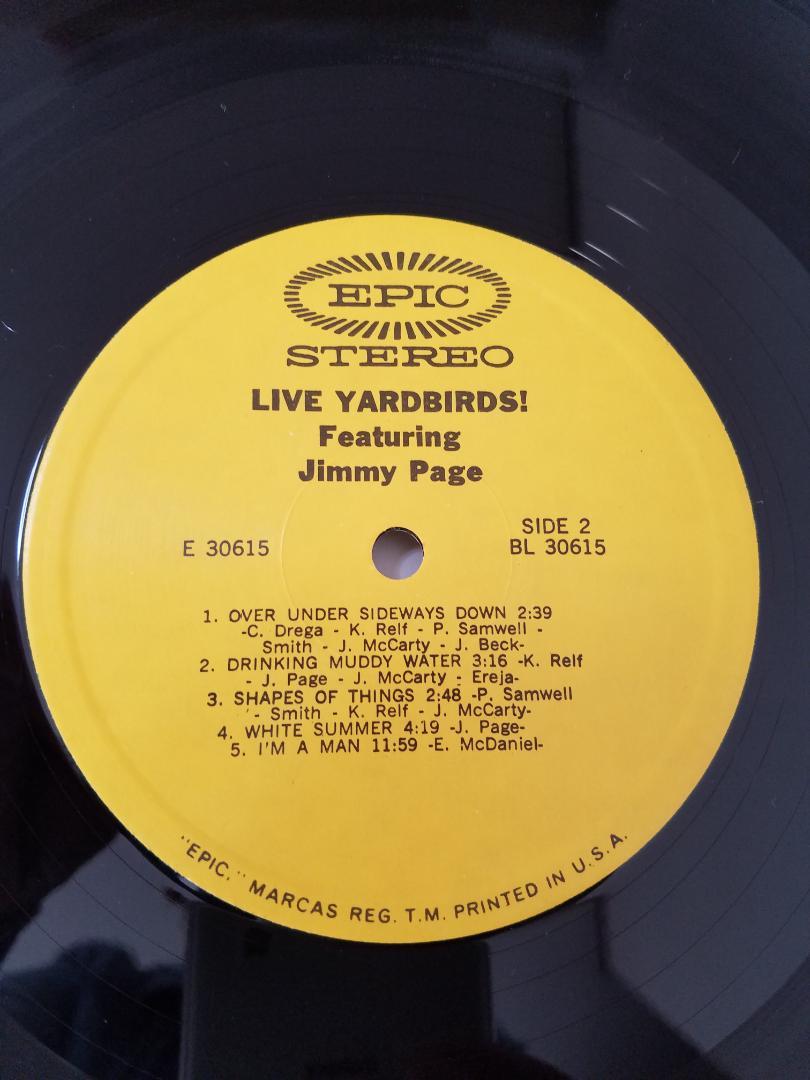 EPIC
STEREO
LIVE YARDBIRDS!
Featuring
Jimmy Page
SIDE 2
E 30615 BL 30615
1. OVER UNDER SIDEWAYS DOWN 2:39
-C. Drega - K. Relf - P. Samwell -
Smith - J. McCarty - J. Beck-
2. DRINKING MUDDY WATER 3:16 -K. Relf
- J. Page - J. McCarty - Ereja-
3. SHAPES OF THINGS 2:48 -P. Samwell
- Smith - K. Relf - J. McCarty-
4. WHITE SUMMER 4:19 -J. Page-
5. I'M A MAN 11:59 -E. McDaniel-
"EPIC," MARCAS REG. T.M. PRINTED IN U.S.A.